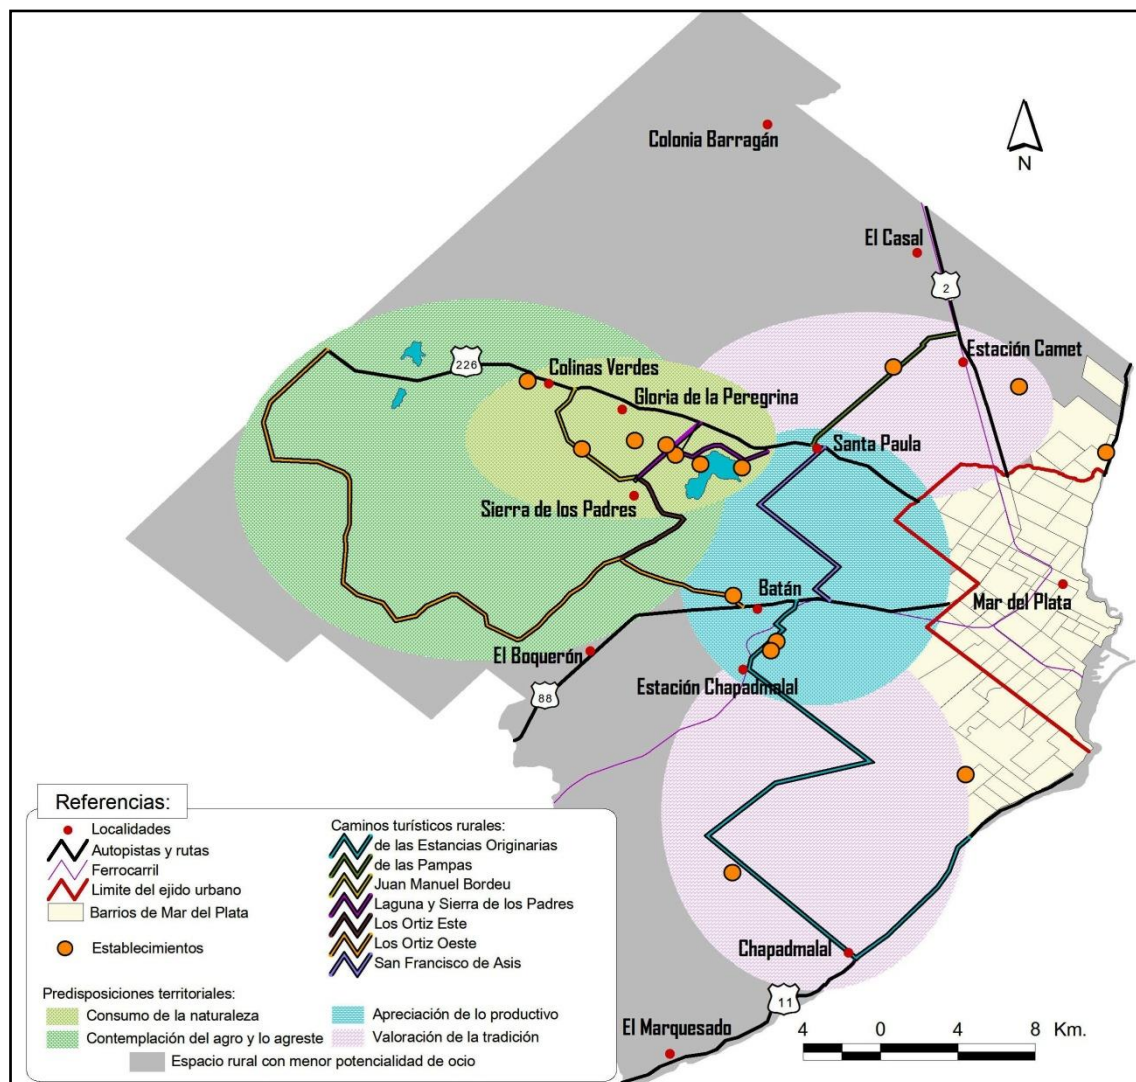 Colonia Barragán
N
El Casal
2
Estación Camet
226
Colinas Verdes
Gloria de la Peregrina
Santa Paula
Sierra de los Padres
Batán
Mar del Plata
El Boquerón
Estación Chapadmalal
88
Chapadmalal
11
El Marquesado
4 0 4 8 Km.
Referencias:
Localidades
Autopistas y rutas
Ferrocarril
Limite del ejido urbano
Barrios de Mar del Plata
Establecimientos
Caminos turísticos rurales:
de las Estancias Originarias
de las Pampas
Juan Manuel Bordeu
Laguna y Sierra de los Padres
Los Ortiz Este
Los Ortiz Oeste
San Francisco de Asis
Predisposiciones territoriales:
Consumo de la naturaleza
Contemplación del agro y lo agreste
Apreciación de lo productivo
Valoración de la tradición
Espacio rural con menor potencialidad de ocio